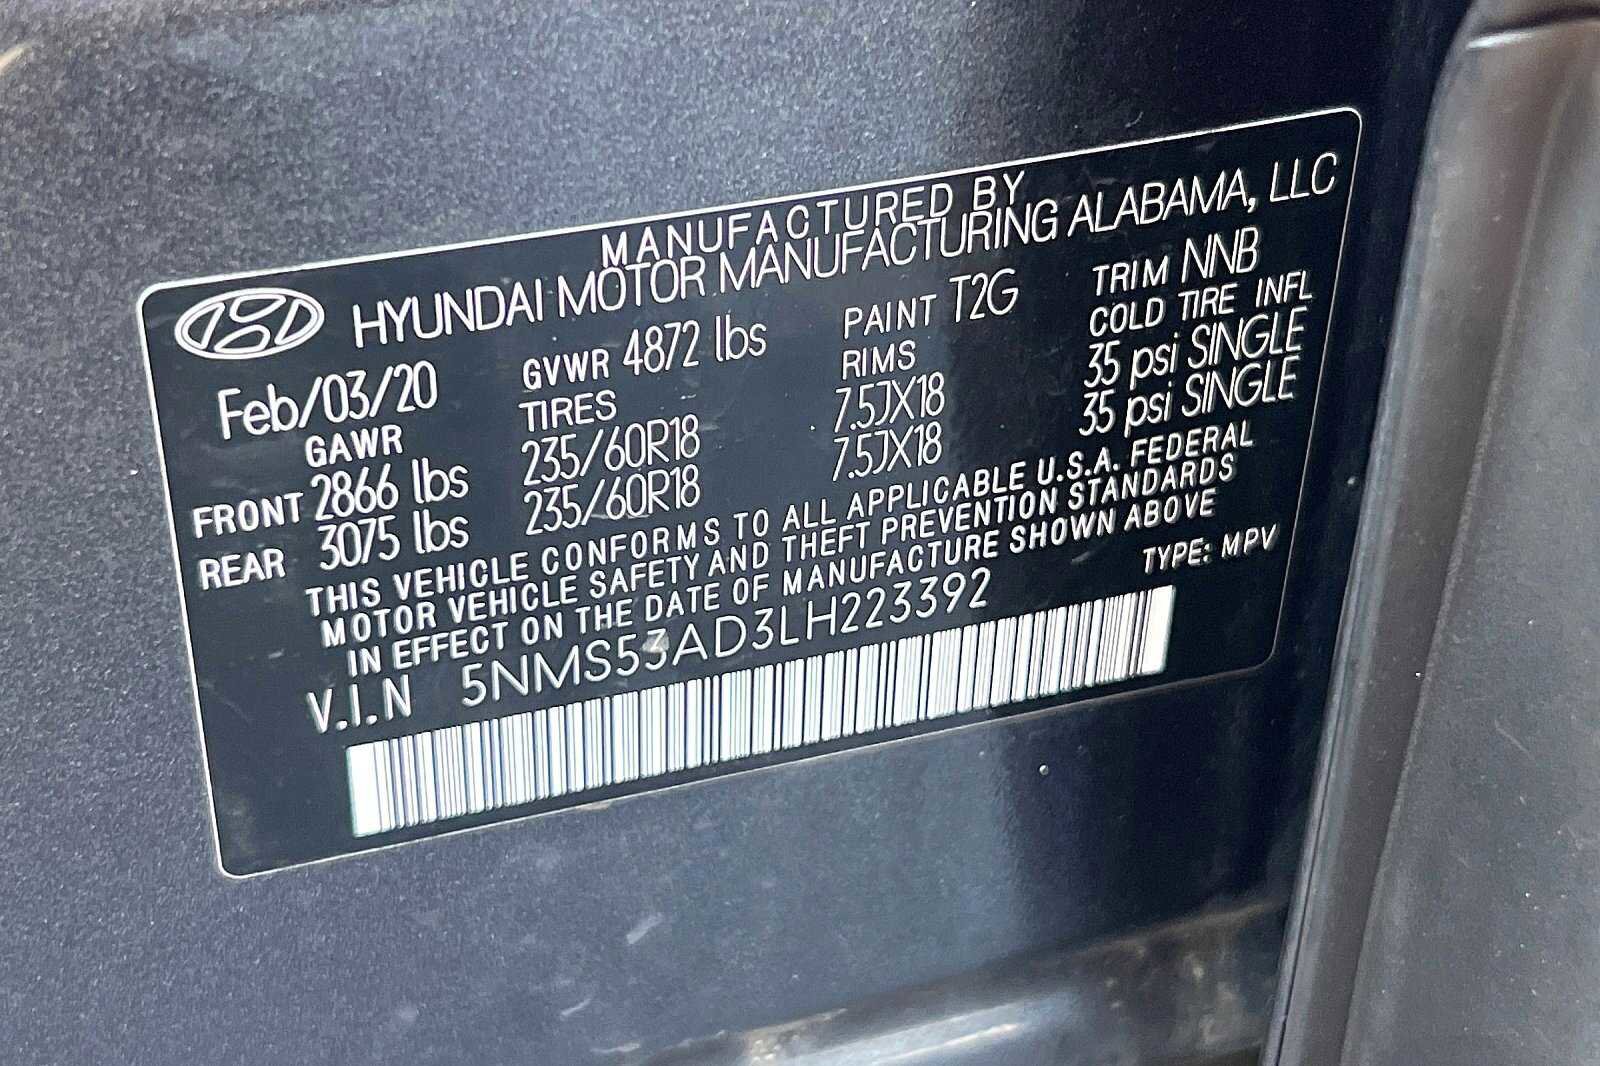 MANUFACTURED BY
HYUNDAI MOTOR MANUFACTURING ALABAMA, LLC
Feb/03/20 GVWR 4872 lbs PAINT T2G TRIM NNB
GAWR TIRES RIMS COLD TIRE INFL
FRONT 2866 lbs 235/60R18 7.5JX18 35 psi SINGLE
REAR 3075 lbs 235/60R18 7.5JX18 35 psi SINGLE
THIS VEHICLE CONFORMS TO ALL APPLICABLE U.S.A. FEDERAL
MOTOR VEHICLE SAFETY AND THEFT PREVENTION STANDARDS
IN EFFECT ON THE DATE OF MANUFACTURE SHOWN ABOVE
V.I.N 5NMS53AD3LH223392 TYPE: MPV